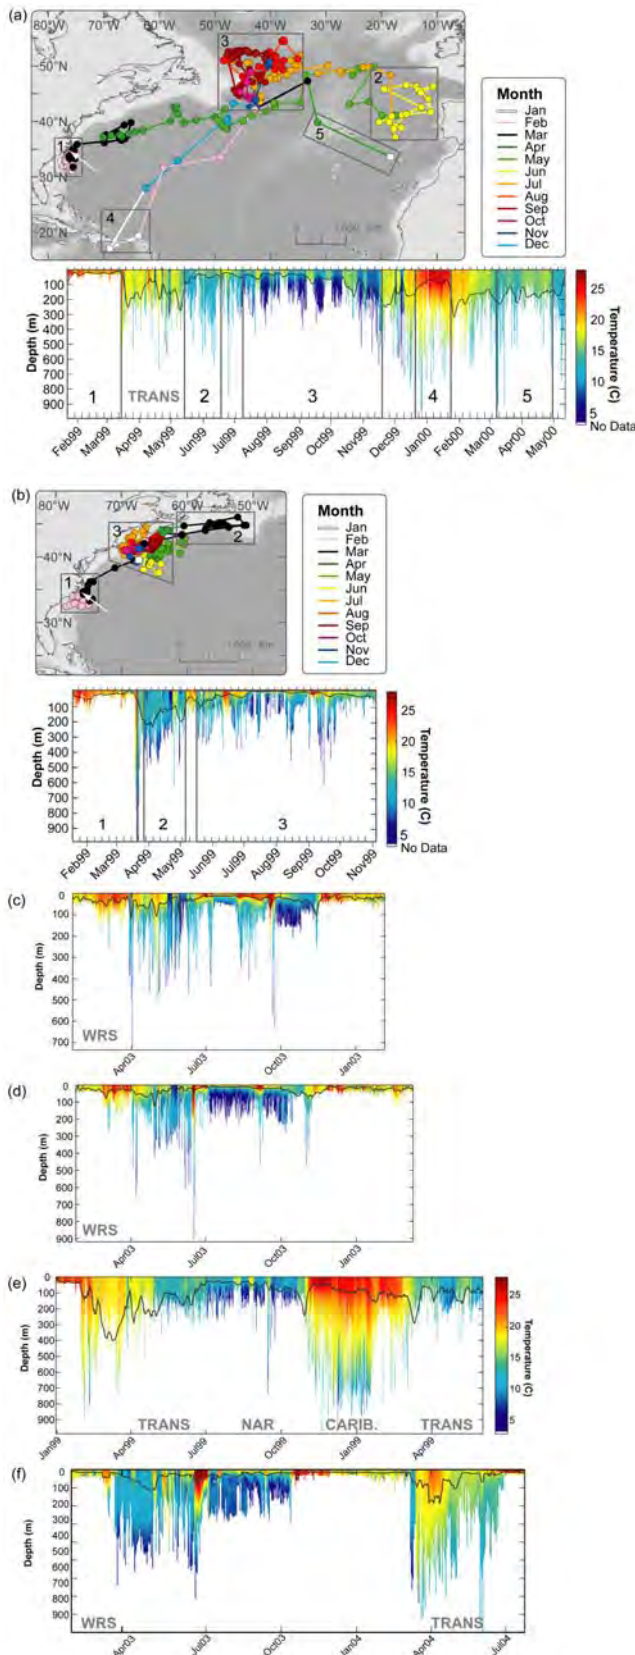 (a)
80°W 70°W 60°W 50°W 40°W 30°W 20°W 10°W
50°N
40°N
30°N
20°N
1
2
3
4
5
1000 Km
Month
Jan
Feb
Mar
Apr
May
Jun
Jul
Aug
Sep
Oct
Nov
Dec
Depth (m)
100
200
300
400
500
600
700
800
900
1
TRANS
2
3
4
5
Feb99 Mar99 Apr99 May99 Jun99 Jul99 Aug99 Sep99 Oct99 Nov99 Dec99 Jan00 Feb00 Mar00 Apr00 May00
25
20
15
10
5
No Data
Temperature (C)
(b)
80°W 70°W 60°W 50°W
40°N
30°N
1
2
3
1000 Km
Month
Jan
Feb
Mar
Apr
May
Jun
Jul
Aug
Sep
Oct
Nov
Dec
Depth (m)
100
200
300
400
500
600
700
800
900
1
2
3
Feb99 Mar99 Apr99 May99 Jun99 Jul99 Aug99 Sep99 Oct99 Nov99
25
20
15
10
5
No Data
Temperature (C)
(c)
Depth (m)
0
100
200
300
400
500
600
700
WRS
Apr03 Jul03 Oct03 Jan03
(d)
Depth (m)
0
100
200
300
400
500
600
700
800
900
WRS
Apr03 Jul03 Oct03 Jan03
(e)
Depth (m)
0
100
200
300
400
500
600
700
800
900
TRANS NAR CARIB. TRANS
Jan99 Apr99 Jul99 Oct99 Jan99 Apr99
25
20
15
10
5
Temperature (C)
(f)
Depth (m)
0
100
200
300
400
500
600
700
800
900
WRS TRANS
Apr03 Jul03 Oct03 Jan04 Apr04 Jul04